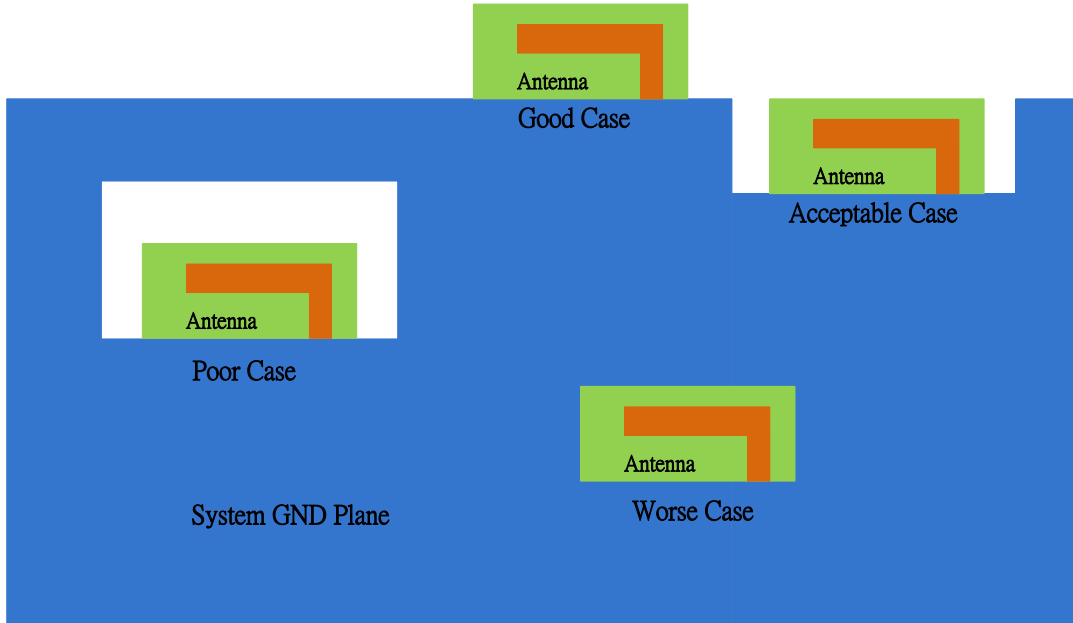 Antenna
Good Case
Antenna
Acceptable Case
Antenna
Poor Case
Antenna
Worse Case
System GND Plane